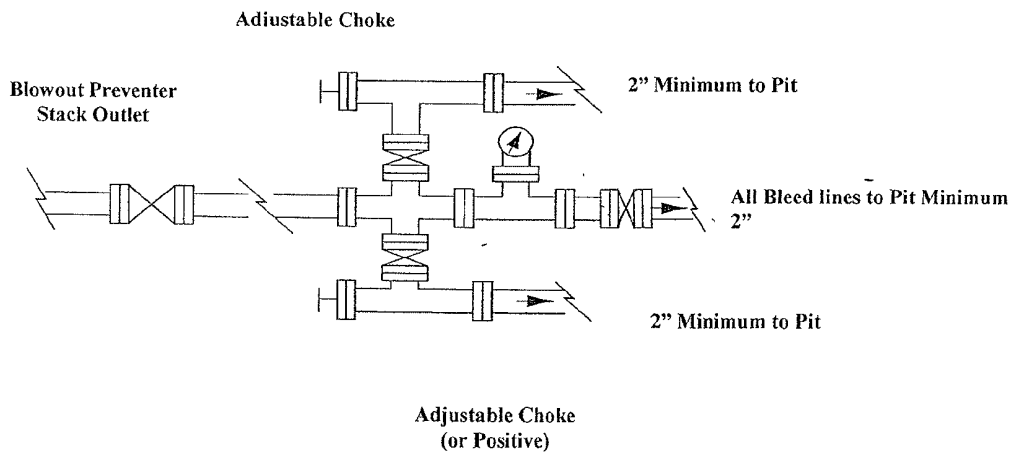 Adjustable Choke
Blowout Preventer
Stack Outlet
2” Minimum to Pit
All Bleed lines to Pit Minimum
2”
2” Minimum to Pit
Adjustable Choke
(or Positive)